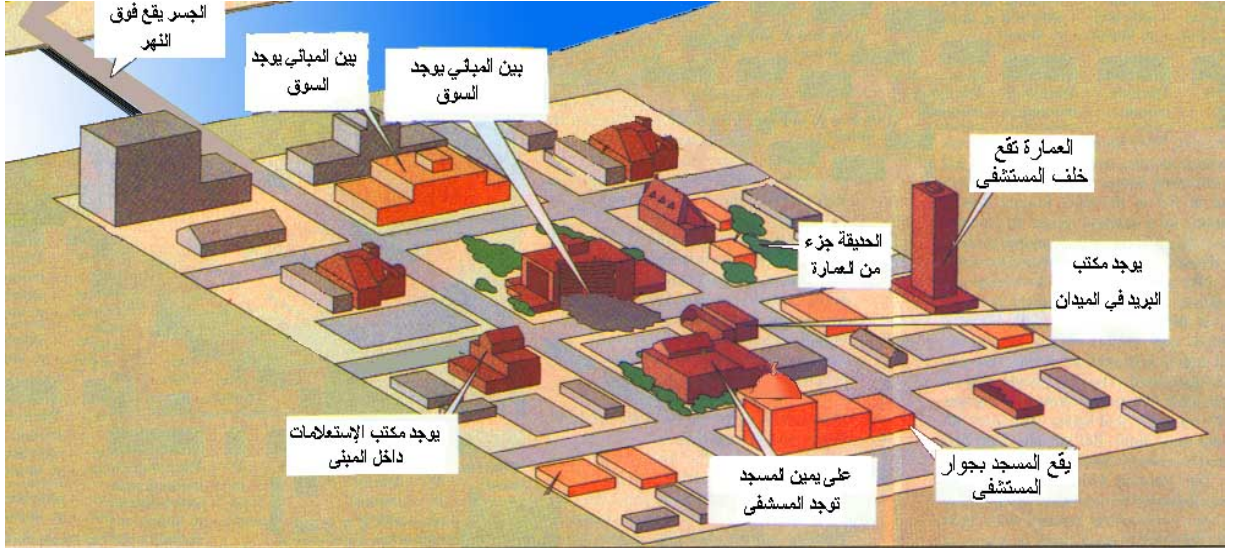 الجسر يقع فوق
النهر
بين المباني يوجد
السوق
بين المباني يوجد
السوق
العمارة تقع
خلف المستشفى
الحديقة جزء
من العمارة
يوجد مكتب
البريد في الميدان
يوجد مكتب الإستعلامات
داخل المبنى
على يمين المسجد
توجد المسشفى
يقع المسجد بجوار
المستشفى